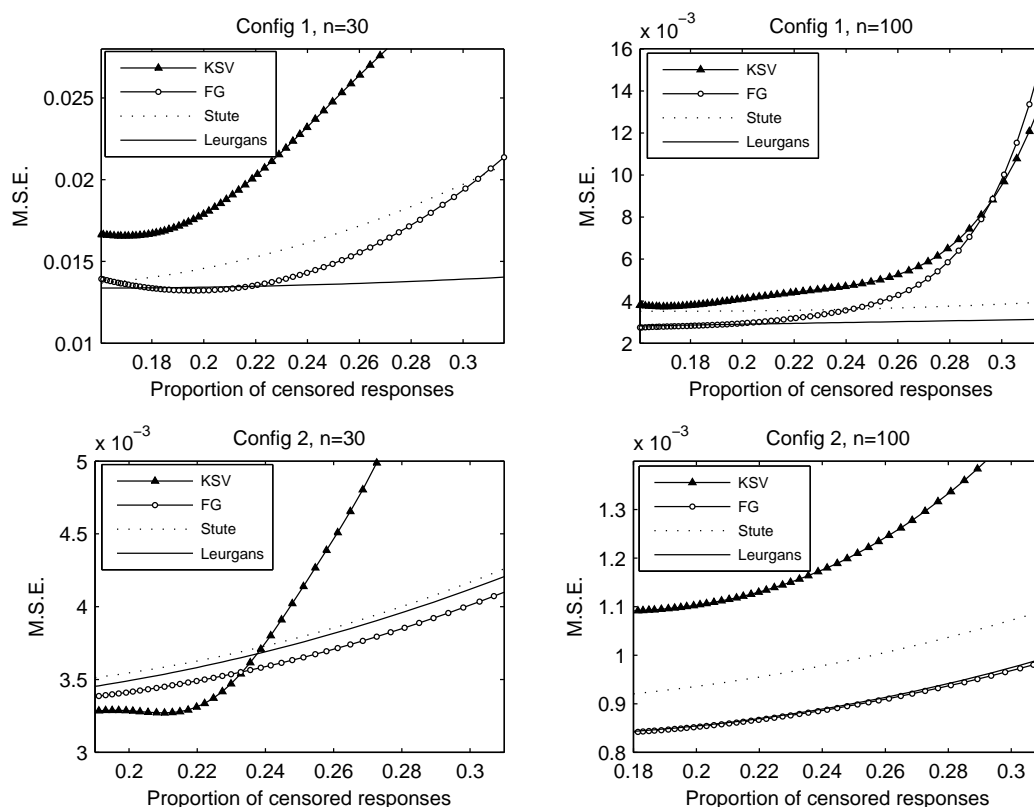 Config 1, n=30
M.S.E.
0.025
0.02
0.015
0.01
KSV
FG
Stute
Leurgans
0.18 0.2 0.22 0.24 0.26 0.28 0.3
Proportion of censored responses
x 10⁻³
Config 1, n=100
M.S.E.
16
14
12
10
8
6
4
2
KSV
FG
Stute
Leurgans
0.18 0.2 0.22 0.24 0.26 0.28 0.3
Proportion of censored responses
x 10⁻³
Config 2, n=30
M.S.E.
5
4.5
4
3.5
3
KSV
FG
Stute
Leurgans
0.2 0.22 0.24 0.26 0.28 0.3
Proportion of censored responses
x 10⁻³
Config 2, n=100
M.S.E.
1.3
1.2
1.1
1
0.9
0.8
KSV
FG
Stute
Leurgans
0.18 0.2 0.22 0.24 0.26 0.28 0.3
Proportion of censored responses